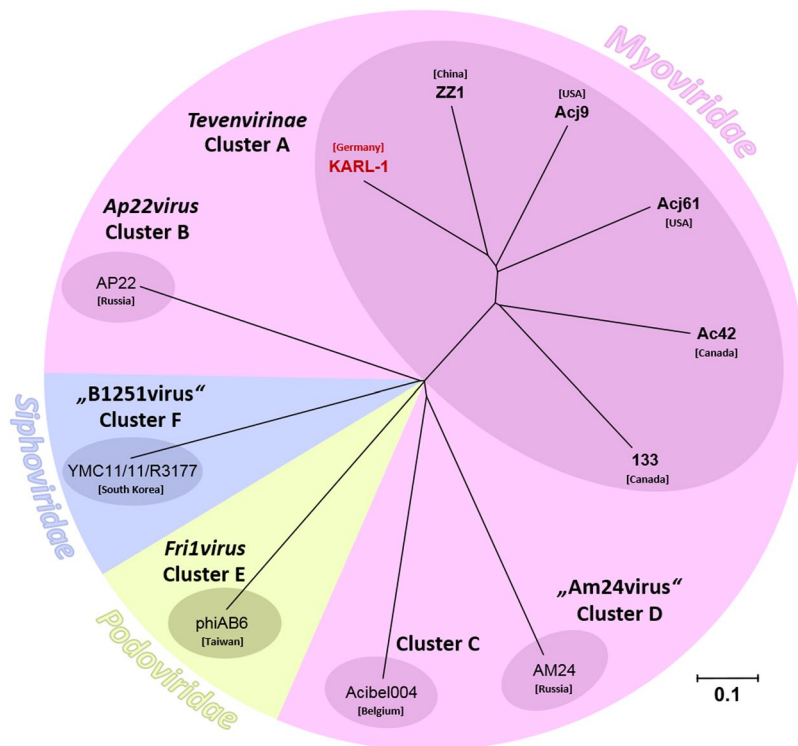 Myoviridae
Tevenvirinae
Cluster A
[China]
ZZ1
[USA]
Acj9
[Germany]
KARL-1
Acj61
[USA]
Ap22virus
Cluster B
AP22
[Russia]
Ac42
[Canada]
Siphoviridae
„B1251virus“
Cluster F
YMC11/11/R3177
[South Korea]
133
[Canada]
Fri1virus
Cluster E
phiAB6
[Taiwan]
Podoviridae
Cluster C
Acibel004
[Belgium]
„Am24virus“
Cluster D
AM24
[Russia]
0.1